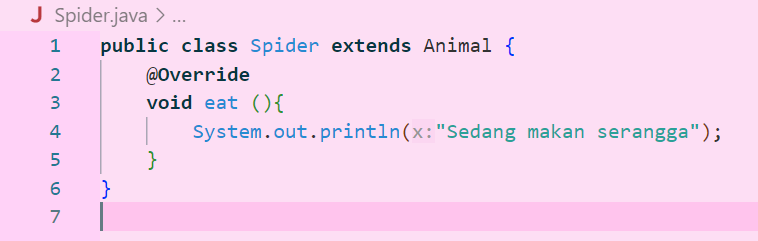 J Spider.java > ...
1 public class Spider extends Animal {
2     @Override
3     void eat (){
4         System.out.println(x:"Sedang makan serangga");
5     }
6 }
7